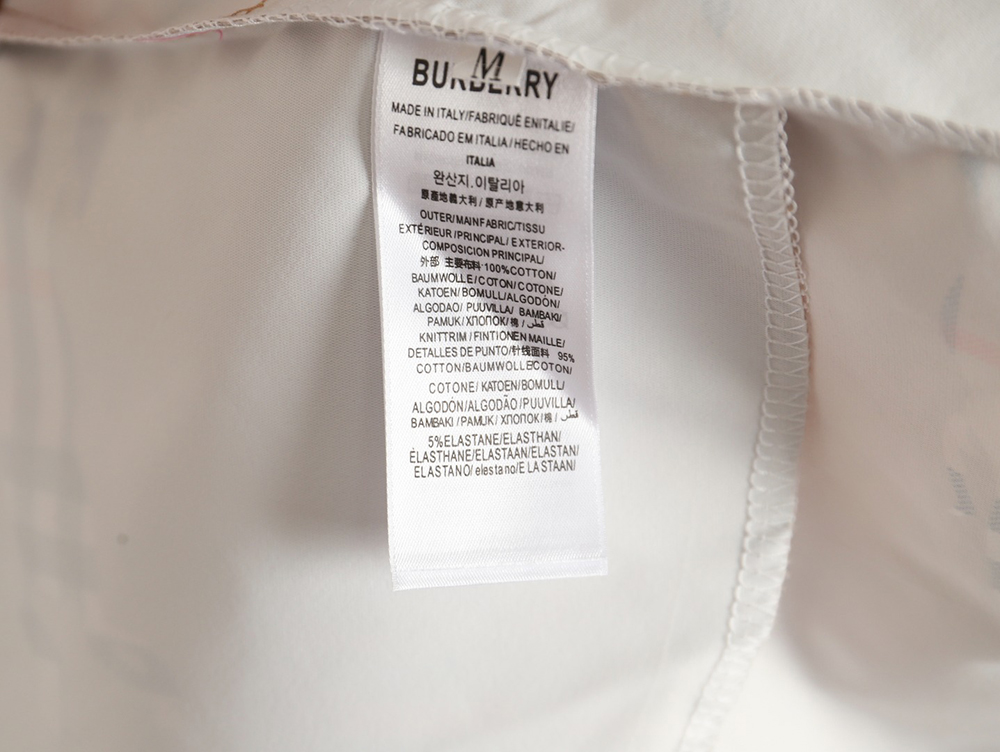 M
BURBERRY
MADE IN ITALY/FABRIQUÉ ENITALIE/
FABRICADO EM ITALIA/HECHO EN
ITALIA
완산지.이탈리아
原產地義大利/原产地意大利
OUTER/MAINFABRIC/TISSU
EXTÉRIEUR/PRINCIPAL/EXTERIOR-
COMPOSICION PRINCIPAL/
外部 主要布料·100%COTTON/
BAUMWOLLE/COTON/COTONE/
KATOEN/BOMULL/ALGODÓN/
ALGODAO/ PUUVILLA/ BAMBAKI/
PAMUK/ХЛОПОК/棉/قطن
KNITTRIM/FINTIONEN MAILLE/
DETALLES DE PUNTO/针线面料 95%
COTTON/BAUMWOLLE/COTON/
COTONE/ KATOEN/BOMULL/
ALGODÓN/ALGODÃO/PUUVILLA/
BAMBAKI/PAMUK/ХЛОПОК/棉/قطن
5%ELASTANE/ELASTHAN/
ÉLASTHANE/ELASTAAN/ELASTAN/
ELASTANO/elestano/ELASTAAN/